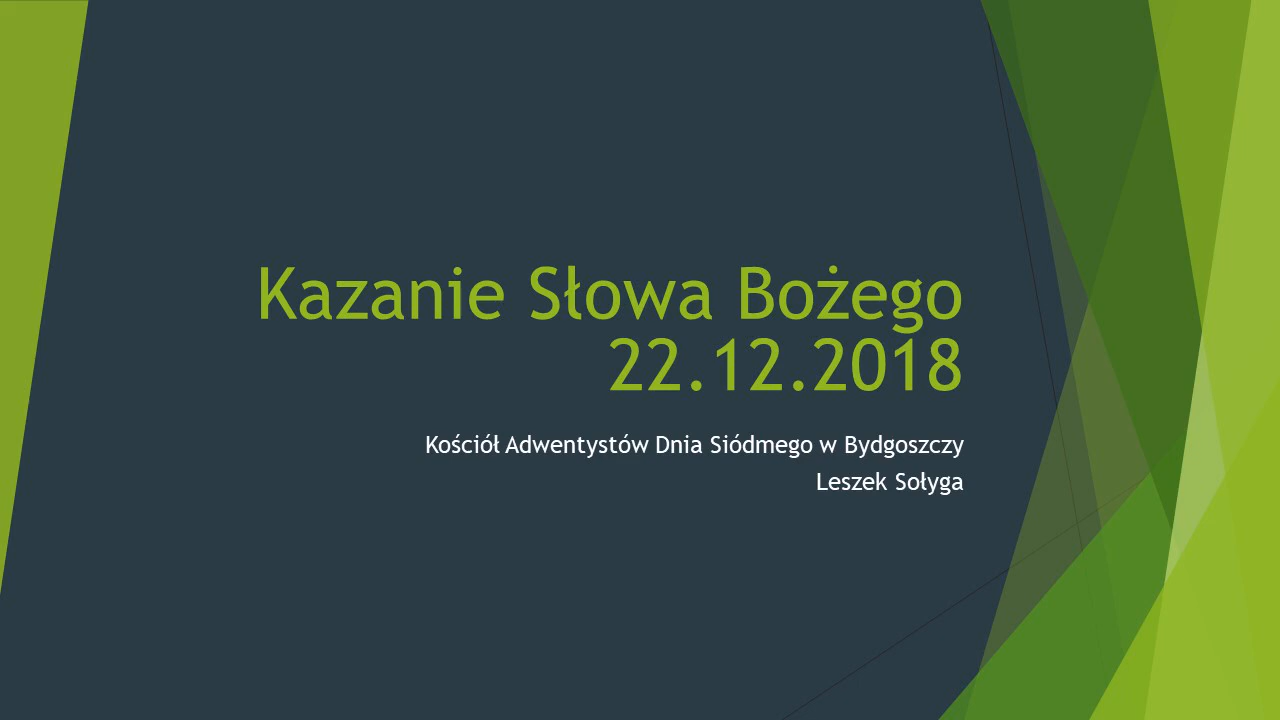 Kazanie Słowa Bożego
22.12.2018
Kościół Adwentystów Dnia Siódmego w Bydgoszczy
Leszek Sołyga